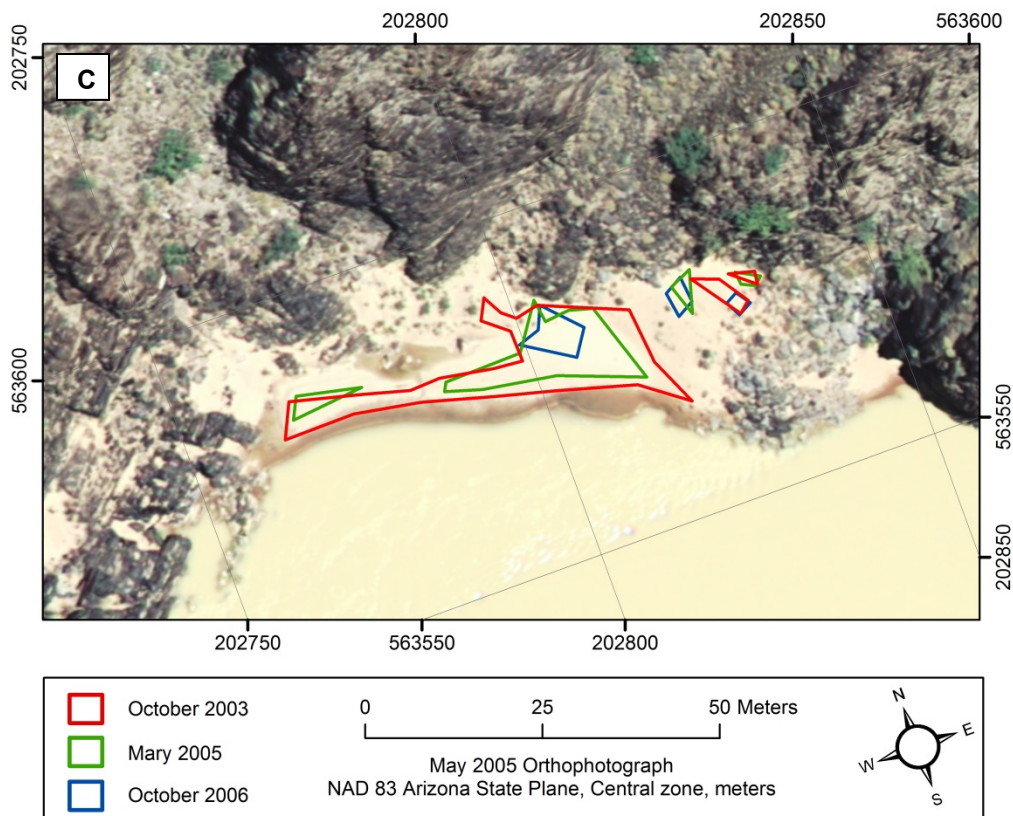 202800 202850 563600
202750
C
563600
563550
202850
202750 563550 202800
October 2003
Mary 2005
October 2006
0 25 50 Meters
May 2005 Orthophotograph
NAD 83 Arizona State Plane, Central zone, meters
N
E
W
S